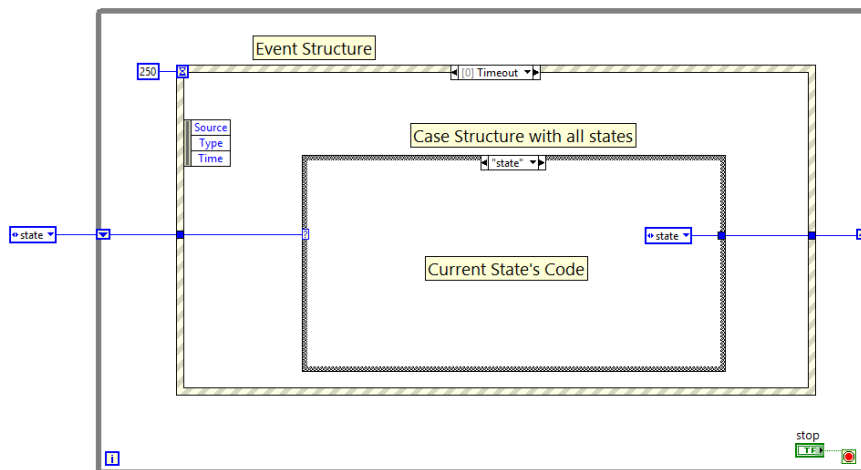 Event Structure
250
[0] Timeout
Source
Type
Time
Case Structure with all states
"state"
?
state
state
Current State's Code
stop
TF
i